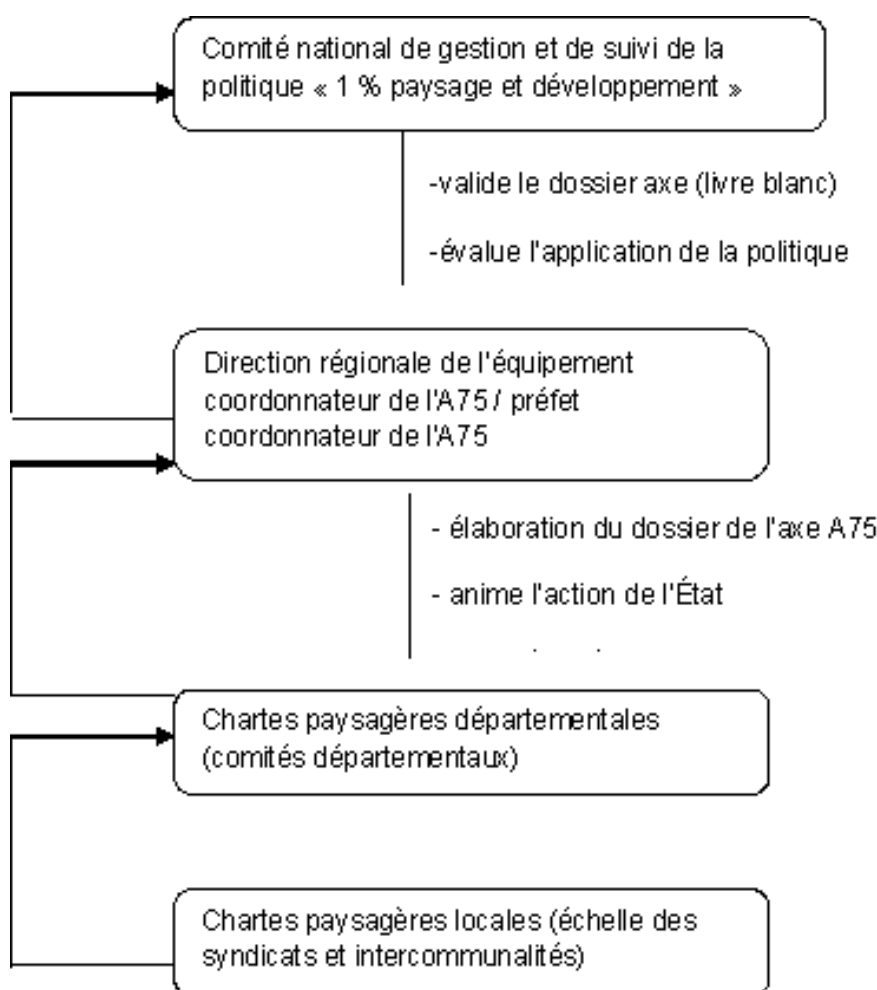 Comité national de gestion et de suivi de la
politique « 1 % paysage et développement »
-valide le dossier axe (livre blanc)
-évalue l'application de la politique
Direction régionale de l'équipement
coordonnateur de l'A75 / préfet
coordonnateur de l'A75
- élaboration du dossier de l'axe A75
- anime l'action de l'État
Chartes paysagères départementales
(comités départementaux)
Chartes paysagères locales (échelle des
syndicats et intercommunalités)